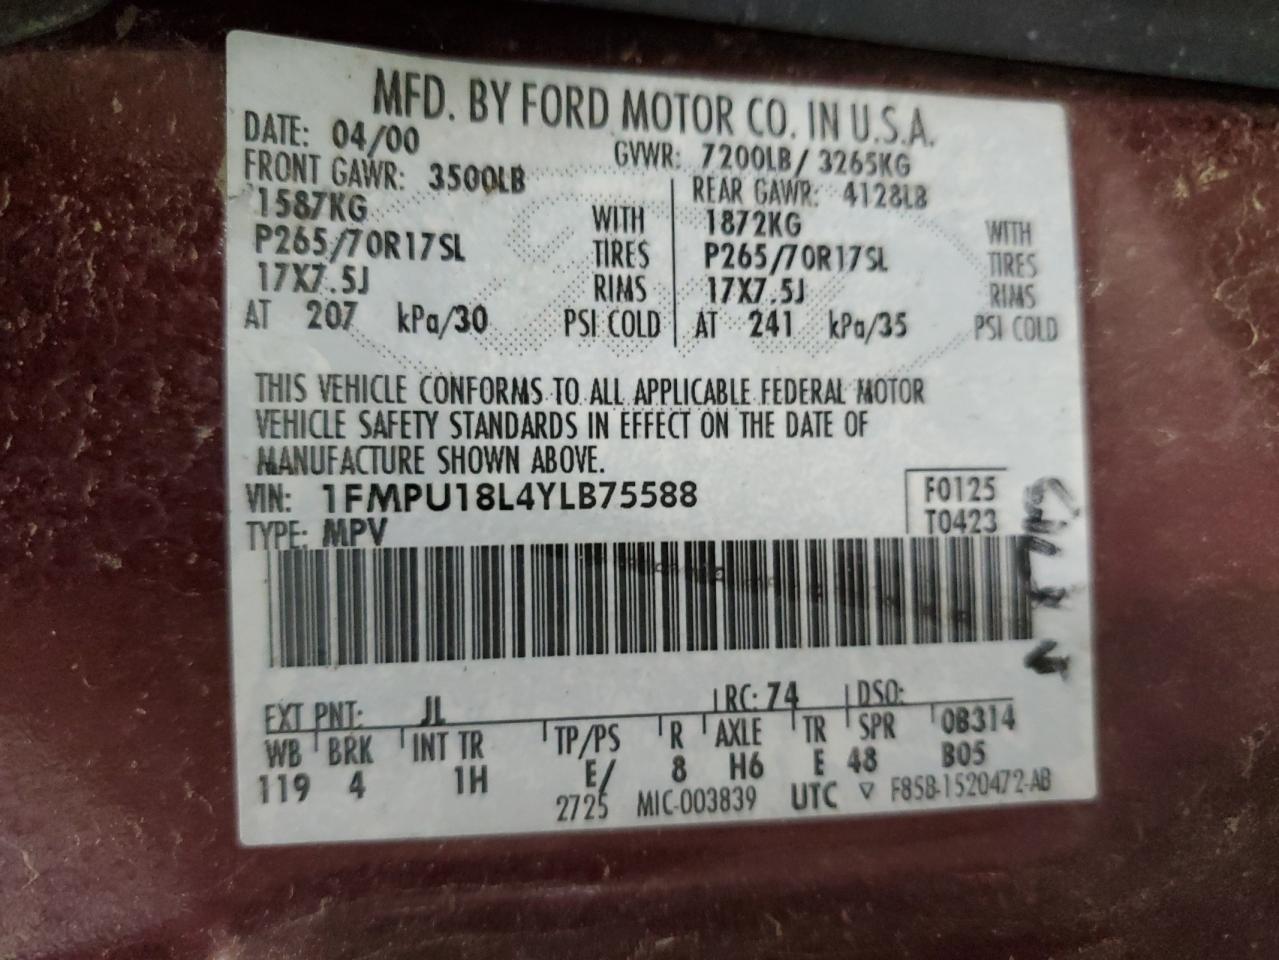 MFD. BY FORD MOTOR CO. IN U.S.A.
DATE: 04/00 GVWR: 7200LB/ 3265KG
FRONT GAWR: 3500LB REAR GAWR: 4128LB
1587KG WITH 1872KG WITH
P265/70R17SL TIRES P265/70R17SL TIRES
17X7.5J RIMS 17X7.5J RIMS
AT 207 kPa/30 PSI COLD AT 241 kPa/35 PSI COLD
THIS VEHICLE CONFORMS TO ALL APPLICABLE FEDERAL MOTOR
VEHICLE SAFETY STANDARDS IN EFFECT ON THE DATE OF
MANUFACTURE SHOWN ABOVE.
VIN: 1FMPU18L4YLB75588 F0125
TYPE: MPV T0423
EXT PNT: JL RC: 74 DSO:
WB BRK INT TR TP/PS R AXLE TR SPR 0B314
119 4 1H E/ 8 H6 E 48 B05
2725 MIC-003839 UTC ▽ F85B-1520472-AB